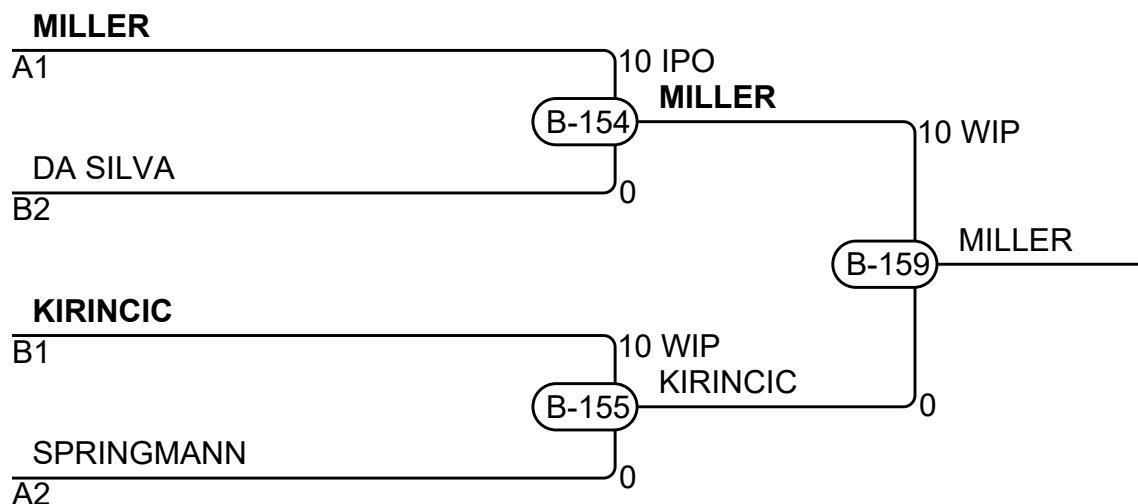 MILLER
A1
10 IPO
MILLER
B-154
10 WIP
DA SILVA
0
B2
MILLER
B-159
KIRINCIC
B1
10 WIP
KIRINCIC
B-155
0
SPRINGMANN
0
A2